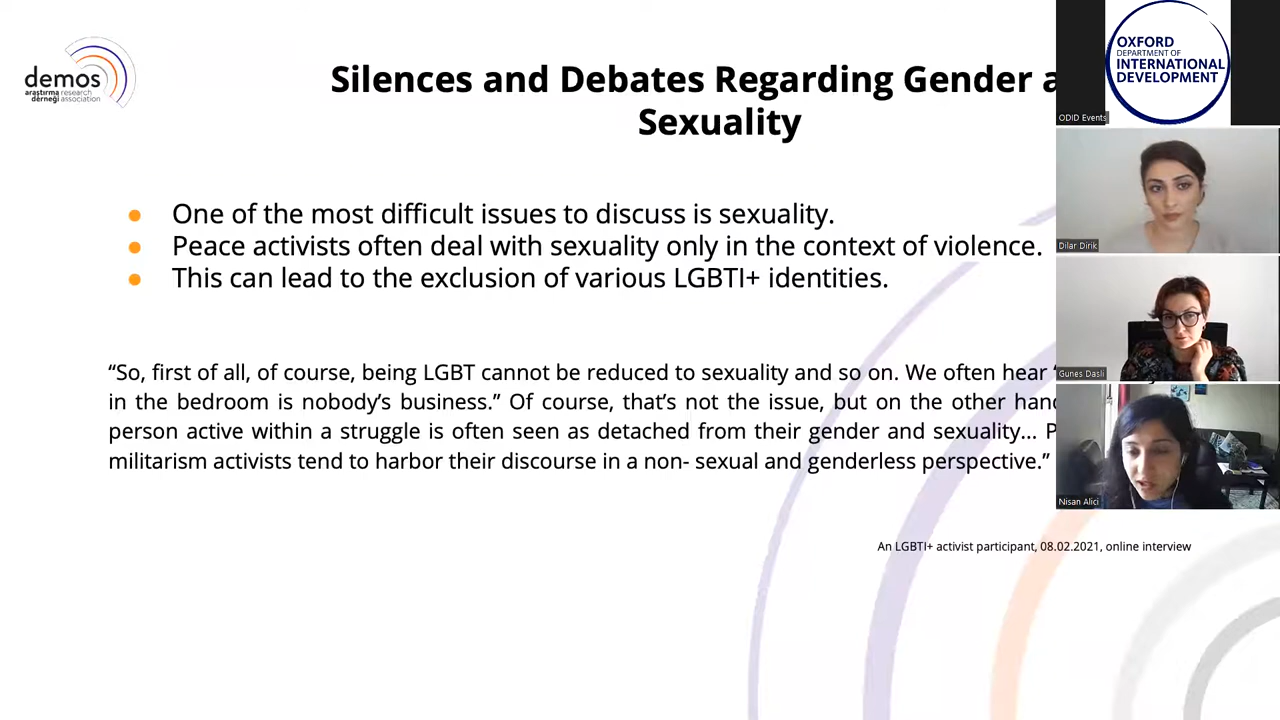 demos
araştırma research
derneği association
Silences and Debates Regarding Gender a
Sexuality
One of the most difficult issues to discuss is sexuality.
Peace activists often deal with sexuality only in the context of violence.
This can lead to the exclusion of various LGBTI+ identities.
“So, first of all, of course, being LGBT cannot be reduced to sexuality and so on. We often hear
in the bedroom is nobody’s business.” Of course, that’s not the issue, but on the other hand
person active within a struggle is often seen as detached from their gender and sexuality...
militarism activists tend to harbor their discourse in a non- sexual and genderless perspective.”
An LGBTI+ activist participant, 08.02.2021, online interview
OXFORD
DEPARTMENT OF
INTERNATIONAL
DEVELOPMENT
ODID Events
Dilar Dirik
Gunes Dasli
Nisan Alici